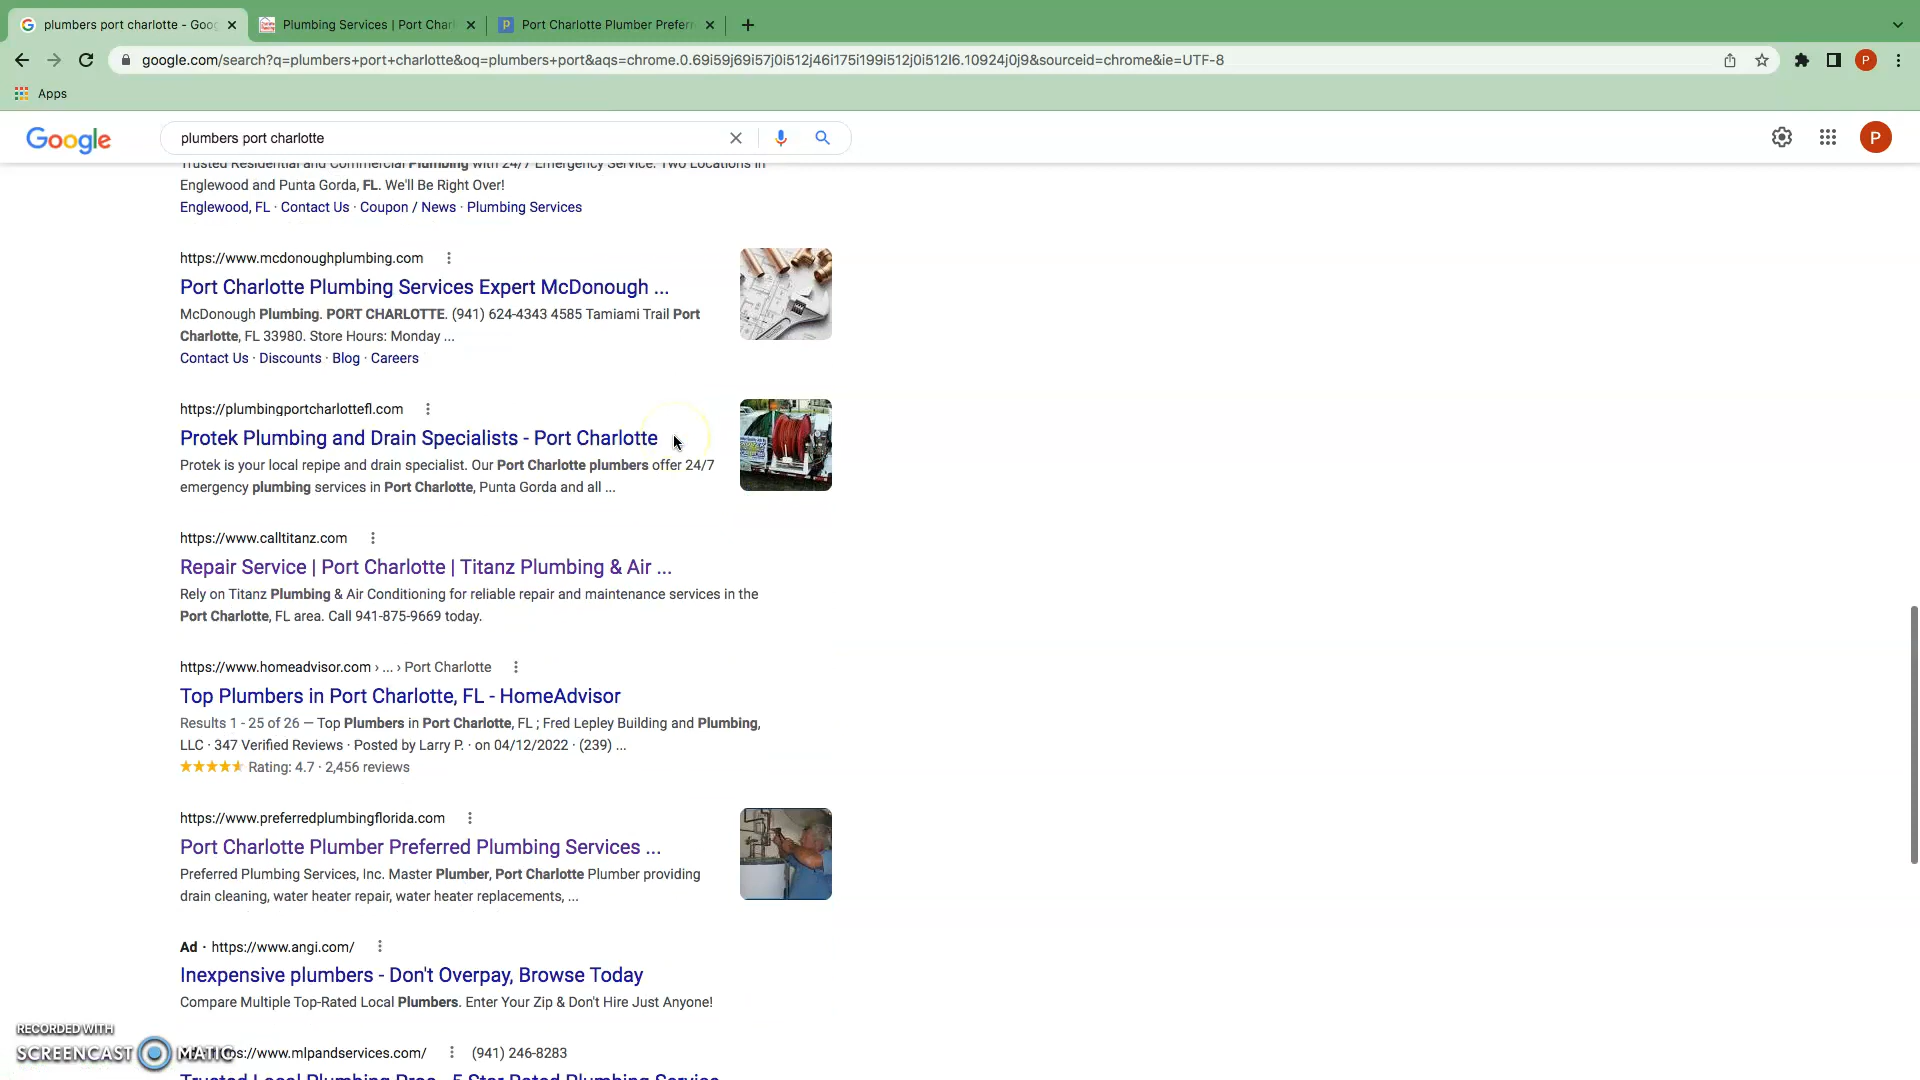 plumbers port charlotte - Goog
Plumbing Services | Port Charl
Port Charlotte Plumber Preferr
google.com/search?q=plumbers+port+charlotte&oq=plumbers+port&aqs=chrome.0.69i59j69i57j0i512j46i175i199i512j0i512l6.10924j0j9&sourceid=chrome&ie=UTF-8
P
Apps
Google
plumbers port charlotte
P
Trusted Residential and Commercial Plumbing with 24/7 Emergency Service. Two Locations in
Englewood and Punta Gorda, FL. We'll Be Right Over!
Englewood, FL · Contact Us · Coupon / News · Plumbing Services
https://www.mcdonoughplumbing.com
Port Charlotte Plumbing Services Expert McDonough ...
McDonough Plumbing. PORT CHARLOTTE. (941) 624-4343 4585 Tamiami Trail Port
Charlotte, FL 33980. Store Hours: Monday ...
Contact Us · Discounts · Blog · Careers
https://plumbingportcharlottefl.com
Protek Plumbing and Drain Specialists - Port Charlotte
Protek is your local repipe and drain specialist. Our Port Charlotte plumbers offer 24/7
emergency plumbing services in Port Charlotte, Punta Gorda and all ...
https://www.calltitanz.com
Repair Service | Port Charlotte | Titanz Plumbing & Air ...
Rely on Titanz Plumbing & Air Conditioning for reliable repair and maintenance services in the
Port Charlotte, FL area. Call 941-875-9669 today.
https://www.homeadvisor.com › ... › Port Charlotte
Top Plumbers in Port Charlotte, FL - HomeAdvisor
Results 1 - 25 of 26 — Top Plumbers in Port Charlotte, FL ; Fred Lepley Building and Plumbing,
LLC · 347 Verified Reviews · Posted by Larry P. · on 04/12/2022 · (239) ...
Rating: 4.7 · 2,456 reviews
https://www.preferredplumbingflorida.com
Port Charlotte Plumber Preferred Plumbing Services ...
Preferred Plumbing Services, Inc. Master Plumber, Port Charlotte Plumber providing
drain cleaning, water heater repair, water heater replacements, ...
Ad · https://www.angi.com/
Inexpensive plumbers - Don't Overpay, Browse Today
Compare Multiple Top-Rated Local Plumbers. Enter Your Zip & Don't Hire Just Anyone!
RECORDED WITH
SCREENCAST MATIC
https://www.mlpandservices.com/ (941) 246-8283
Trusted Local Plumbing Pros - 5 Star Rated Plumbing Service